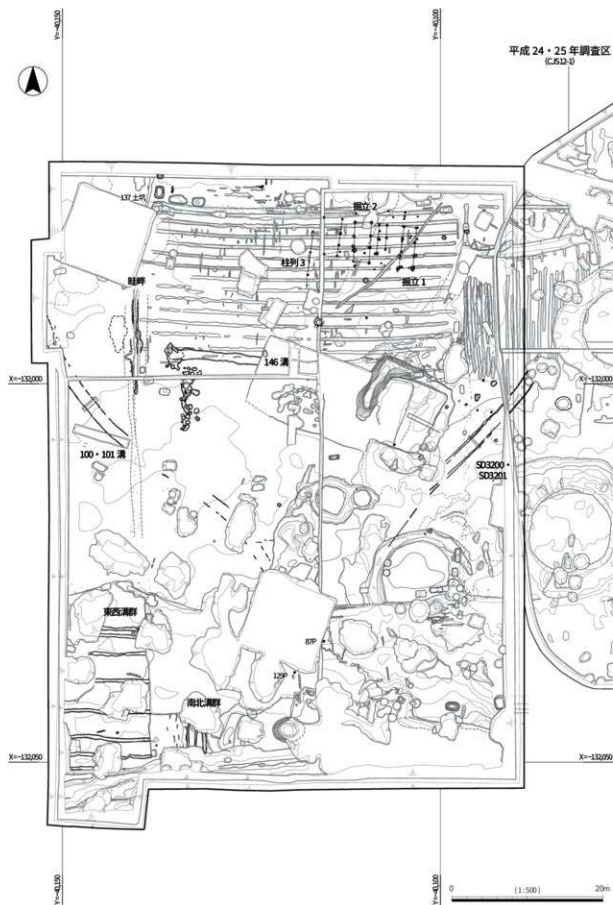 Y=-40,150
Y=-40,100
平成 24・25 年調査区
(CJS12-1)
137 土坑
掘立 2
柱列 3
畦畔
掘立 1
146 溝
X=-132,000
X=-132,000
100・101 溝
SD3200・
SD3201
東西溝群
87P
129P
南北溝群
X=-132,050
X=-132,050
Y=-40,150
Y=-40,100
0
(1:500)
20m